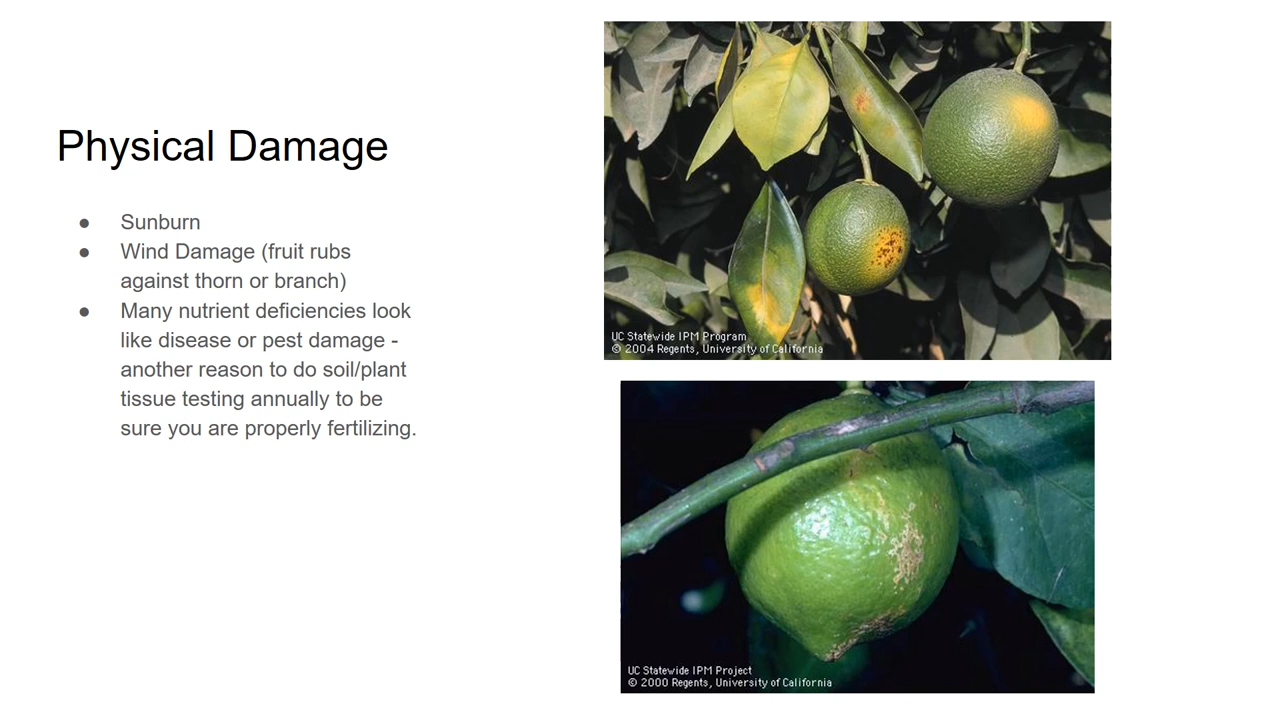 Physical Damage
● Sunburn
● Wind Damage (fruit rubs
against thorn or branch)
● Many nutrient deficiencies look
like disease or pest damage -
another reason to do soil/plant
tissue testing annually to be
sure you are properly fertilizing.
UC Statewide IPM Program
© 2004 Regents, University of California
UC Statewide IPM Project
© 2000 Regents, University of California